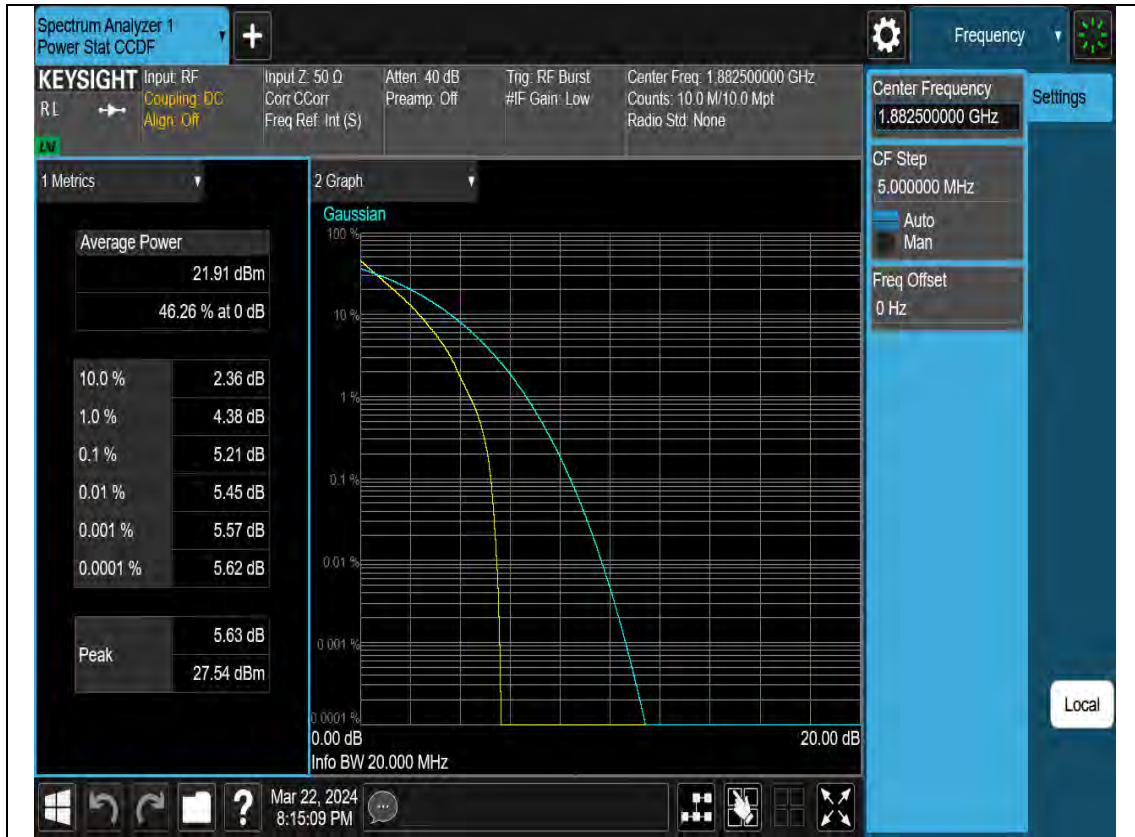 Spectrum Analyzer 1
Power Stat CCDF
Frequency
KEYSIGHT
R L
LNI
Input: RF
Coupling: DC
Align: Off
Input Z: 50 Ω
Corr CCorr
Freq Ref: Int (S)
Atten: 40 dB
Preamp: Off
Trig: RF Burst
#IF Gain: Low
Center Freq: 1.882500000 GHz
Counts: 10.0 M/10.0 Mpt
Radio Std: None
Center Frequency
1.882500000 GHz
Settings
CF Step
5.000000 MHz
Auto
Man
Freq Offset
0 Hz
1 Metrics
Average Power
21.91 dBm
46.26 % at 0 dB
10.0 % 2.36 dB
1.0 % 4.38 dB
0.1 % 5.21 dB
0.01 % 5.45 dB
0.001 % 5.57 dB
0.0001 % 5.62 dB
Peak 5.63 dB
27.54 dBm
2 Graph
Gaussian
100 %
10 %
1 %
0.1 %
0.01 %
0.001 %
0.0001 %
0.00 dB 20.00 dB
Info BW 20.000 MHz
Local
?
Mar 22, 2024
8:15:09 PM